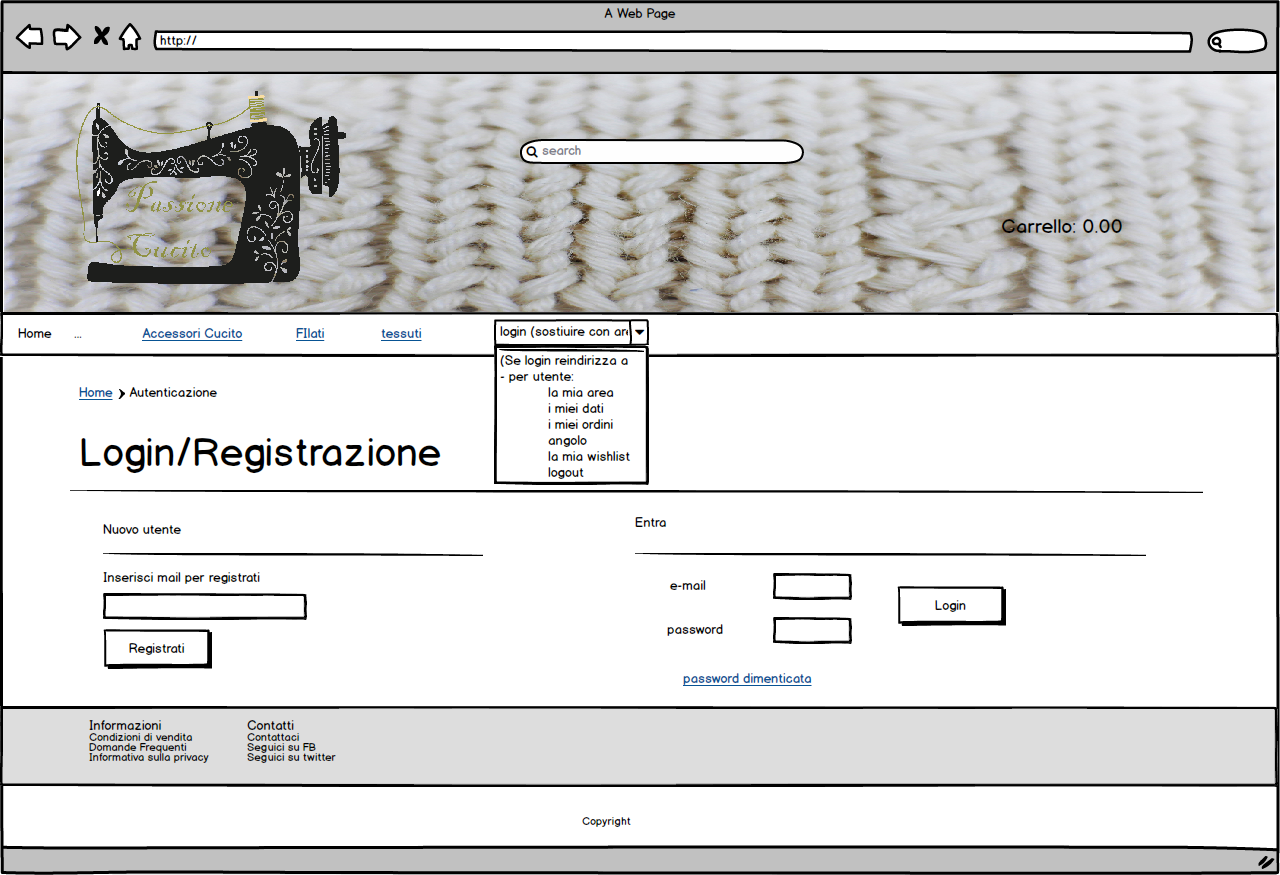 A Web Page
http://
search
Passione
Cucito
Carrello: 0.00
Home
...
Accessori Cucito
FIlati
tessuti
login (sostiuire con are
(Se login reindirizza a
- per utente:
la mia area
i miei dati
i miei ordini
angolo
la mia wishlist
logout
Home
Autenticazione
Login/Registrazione
Nuovo utente
Inserisci mail per registrati
Registrati
Entra
e-mail
Login
password
password dimenticata
Informazioni
Condizioni di vendita
Domande Frequenti
Informativa sulla privacy
Contatti
Contattaci
Seguici su FB
Seguici su twitter
Copyright